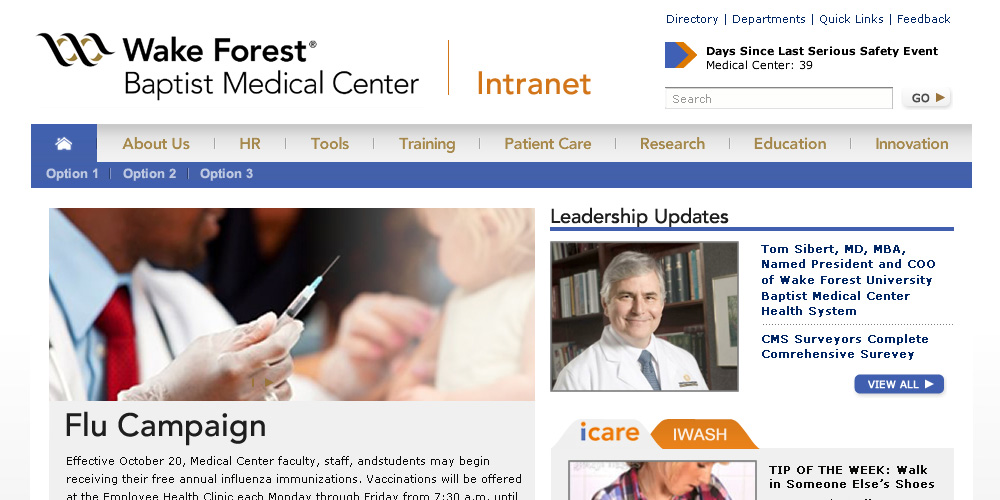 Directory | Departments | Quick Links | Feedback
Wake Forest®
Baptist Medical Center
Intranet
Days Since Last Serious Safety Event
Medical Center: 39
Search
GO
About Us | HR | Tools | Training | Patient Care | Research | Education | Innovation
Option 1 | Option 2 | Option 3
Leadership Updates
Tom Sibert, MD, MBA,
Named President and COO
of Wake Forest University
Baptist Medical Center
Health System
CMS Surveyors Complete
Comrehensive Surevey
VIEW ALL
Flu Campaign
Effective October 20, Medical Center faculty, staff, andstudents may begin
receiving their free annual influenza immunizations. Vaccinations will be offered
at the Employee Health Clinic each Monday through Friday from 7:30 a.m. until
icare
IWASH
TIP OF THE WEEK: Walk
in Someone Else's Shoes